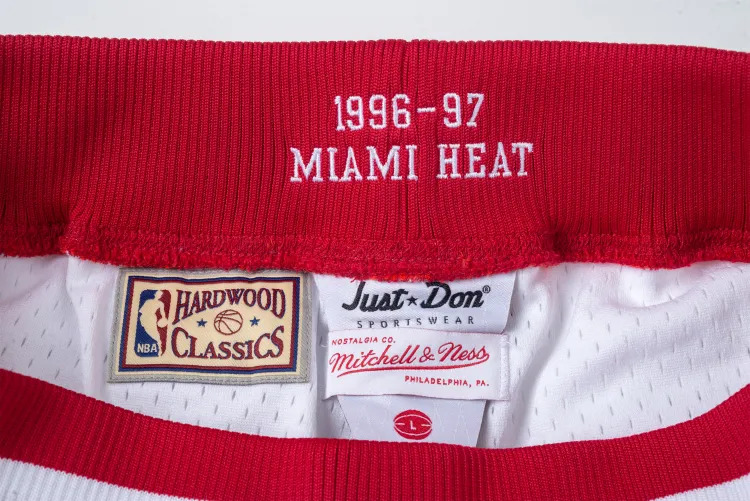 1996-97
MIAMI HEAT
HARDWOOD
CLASSICS
NBA
Just★Don®
SPORTSWEAR
NOSTALGIA CO.
Mitchell & Ness
PHILADELPHIA, PA.
L